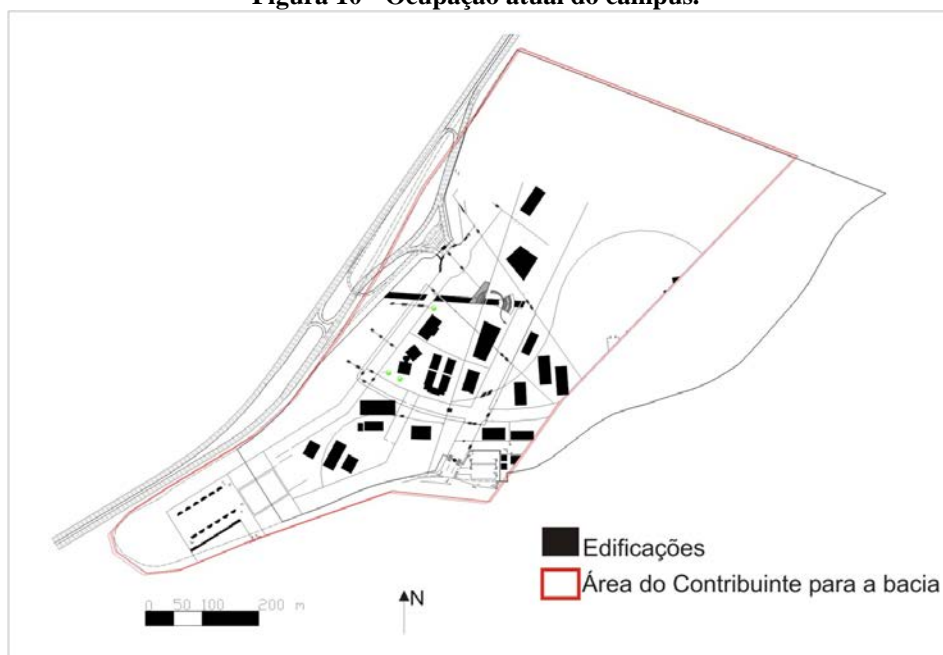 Figura 10 - Ocupação atual do campus.
Edificações
Área do Contribuinte para a bacia
0 50 100 200 m
N